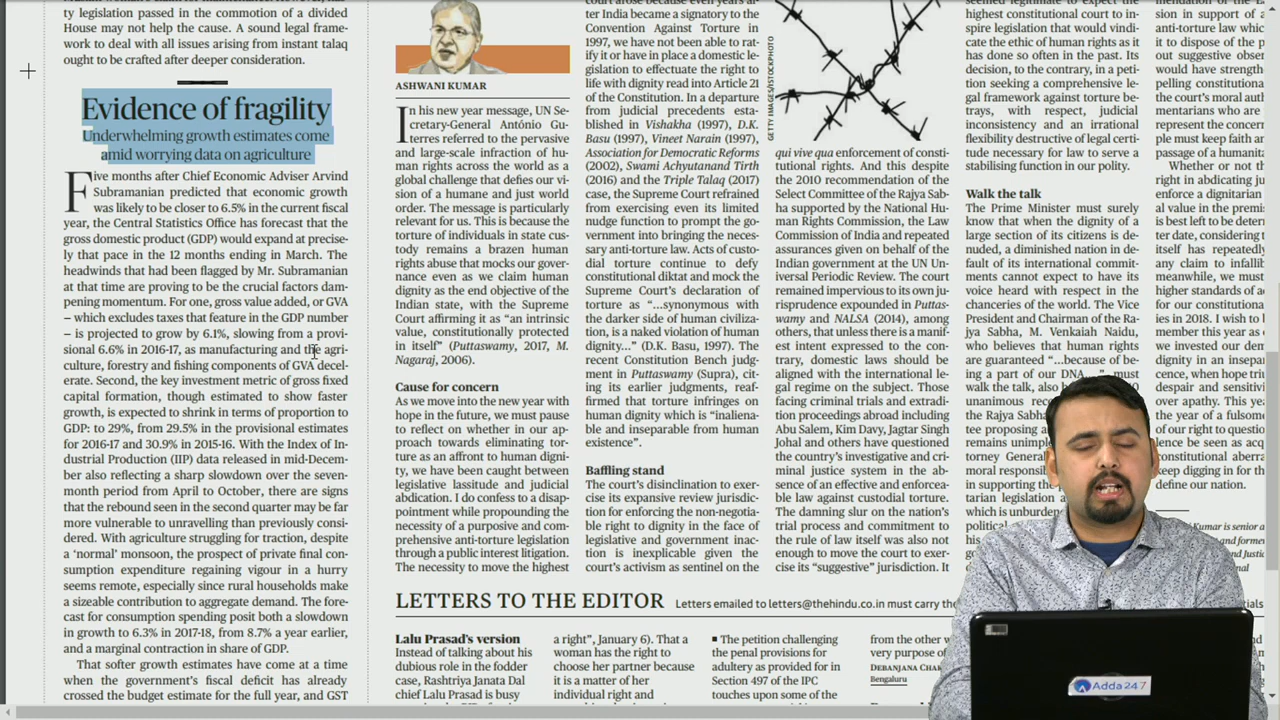 ty legislation passed in the commotion of a divided
House may not help the cause. A sound legal frame-
work to deal with all issues arising from instant talaq
ought to be crafted after deeper consideration.
Evidence of fragility
Underwhelming growth estimates come
amid worrying data on agriculture
Five months after Chief Economic Adviser Arvind
Subramanian predicted that economic growth
was likely to be closer to 6.5% in the current fiscal
year, the Central Statistics Office has forecast that the
gross domestic product (GDP) would expand at precise-
ly that pace in the 12 months ending in March. The
headwinds that had been flagged by Mr. Subramanian
at that time are proving to be the crucial factors dam-
pening momentum. For one, gross value added, or GVA
– which excludes taxes that feature in the GDP number
– is projected to grow by 6.1%, slowing from a provi-
sional 6.6% in 2016-17, as manufacturing and the agri-
culture, forestry and fishing components of GVA decel-
erate. Second, the key investment metric of gross fixed
capital formation, though estimated to show faster
growth, is expected to shrink in terms of proportion to
GDP: to 29%, from 29.5% in the provisional estimates
for 2016-17 and 30.9% in 2015-16. With the Index of In-
dustrial Production (IIP) data released in mid-Decem-
ber also reflecting a sharp slowdown over the seven-
month period from April to October, there are signs
that the rebound seen in the second quarter may be far
more vulnerable to unravelling than previously consi-
dered. With agriculture struggling for traction, despite
a 'normal' monsoon, the prospect of private final con-
sumption expenditure regaining vigour in a hurry
seems remote, especially since rural households make
a sizeable contribution to aggregate demand. The fore-
cast for consumption spending posit both a slowdown
in growth to 6.3% in 2017-18, from 8.7% a year earlier,
and a marginal contraction in share of GDP.
That softer growth estimates have come at a time
when the government's fiscal deficit has already
crossed the budget estimate for the full year, and GST
ASHWANI KUMAR
In his new year message, UN Se-
cretary-General António Gu-
terres referred to the pervasive
and large-scale infraction of hu-
man rights across the world as a
global challenge that defies our vi-
sion of a humane and just world
order. The message is particularly
relevant for us. This is because the
torture of individuals in state cus-
tody remains a brazen human
rights abuse that mocks our gover-
nance even as we claim human
dignity as the end objective of the
Indian state, with the Supreme
Court affirming it as "an intrinsic
value, constitutionally protected
in itself" (Puttaswamy, 2017, M.
Nagaraj, 2006).
Cause for concern
As we move into the new year with
hope in the future, we must pause
to reflect on whether in our ap-
proach towards eliminating tor-
ture as an affront to human digni-
ty, we have been caught between
legislative lassitude and judicial
abdication. I do confess to a disap-
pointment while propounding the
necessity of a purposive and com-
prehensive anti-torture legislation
through a public interest litigation.
The necessity to move the highest
court arose because even years af-
ter India became a signatory to the
Convention Against Torture in
1997, we have not been able to rat-
ify it or have in place a domestic le-
gislation to effectuate the right to
life with dignity read into Article 21
of the Constitution. In a departure
from judicial precedents esta-
blished in Vishakha (1997), D.K.
Basu (1997), Vineet Narain (1997),
Association for Democratic Reforms
(2002), Swami Achyutanand Tirth
(2016) and the Triple Talaq (2017)
case, the Supreme Court refrained
from exercising even its limited
nudge function to prompt the go-
vernment into bringing the neces-
sary anti-torture law. Acts of custo-
dial torture continue to defy
constitutional diktat and mock the
Supreme Court's declaration of
torture as "...synonymous with
the darker side of human civiliza-
tion, is a naked violation of human
dignity..." (D.K. Basu, 1997). The
recent Constitution Bench judg-
ment in Puttaswamy (Supra), cit-
ing its earlier judgments, reaf-
firmed that torture infringes on
human dignity which is "inaliena-
ble and inseparable from human
existence".
Baffling stand
The court's disinclination to exer-
cise its expansive review jurisdic-
tion for enforcing the non-negotia-
ble right to dignity in the face of
legislative and government inac-
tion is inexplicable given the
court's activism as sentinel on the
GETTY IMAGES/ISTOCKPHOTO
qui vive qua enforcement of consti-
tutional rights. And this despite
the 2010 recommendation of the
Select Committee of the Rajya Sab-
ha supported by the National Hu-
man Rights Commission, the Law
Commission of India and repeated
assurances given on behalf of the
Indian government at the UN Un-
iversal Periodic Review. The court
remained impervious to its own ju-
risprudence expounded in Puttas-
wamy and NALSA (2014), among
others, that unless there is a manif-
est intent expressed to the con-
trary, domestic laws should be
aligned with the international le-
gal regime on the subject. Those
facing criminal trials and extradi-
tion proceedings abroad including
Abu Salem, Kim Davy, Jagtar Singh
Johal and others have questioned
the country's investigative and cri-
minal justice system in the ab-
sence of an effective and enforcea-
ble law against custodial torture.
The damning slur on the nation's
trial process and commitment to
the rule of law itself was also not
enough to move the court to exer-
cise its "suggestive" jurisdiction. It
highest constitutional court to in-
spire legislation that would vindi-
cate the ethic of human rights as it
has done so often in the past. Its
decision, to the contrary, in a peti-
tion seeking a comprehensive le-
gal framework against torture be-
trays, with respect, judicial
inconsistency and an irrational
flexibility destructive of legal certi-
tude necessary for law to serve a
stabilising function in our polity.
Walk the talk
The Prime Minister must surely
know that when the dignity of a
large section of its citizens is de-
nuded, a diminished nation in de-
fault of its international commit-
ments cannot expect to have its
voice heard with respect in the
chanceries of the world. The Vice
President and Chairman of the Ra-
jya Sabha, M. Venkaiah Naidu,
who believes that human rights
are guaranteed "...because of be-
ing a part of our DNA..." must
walk the talk, also
unanimous
the Rajya Sabha
tee proposing a
remains unimp
torney General
moral responsib
in supporting
tarian legislation
which is unburden
political
sion in support of a
anti-torture law whic
it to dispose of the p
out suggestive obser
would have strength
pelling constitutional
the court's moral aut
mentarians who are
represent the concern
ple must keep faith an
passage of a humanita
Whether or not th
right in abdicating ju
enforce a dignitarian
al value in the premis
is best left to be deter
ter date, considering t
itself has repeatedly
any claim to infallib
meanwhile, we must
higher standards of a
for our constitutional
ies in 2018. I wish to
member this year as
we invested our dem
dignity in an insepar
cence, when hope tri
despair and sensitivi
over apathy. This yea
the year of a fulsome
of our right to questio
lence be seen as acq
constitutional aberra
keep digging in for th
define our nation.
Kumar is senior a
LETTERS TO THE EDITOR Letters emailed to letters@thehindu.co.in must carry the
Lalu Prasad's version
Instead of talking about his
dubious role in the fodder
case, Rashtriya Janata Dal
chief Lalu Prasad is busy
a right", January 6). That a
woman has the right to
choose her partner because
it is a matter of her
individual right and
■ The petition challenging
the penal provisions for
adultery as provided for in
Section 497 of the IPC
touches upon some of the
from the other
very purpose of
DEBANJANA CHA
Bengaluru
Adda247